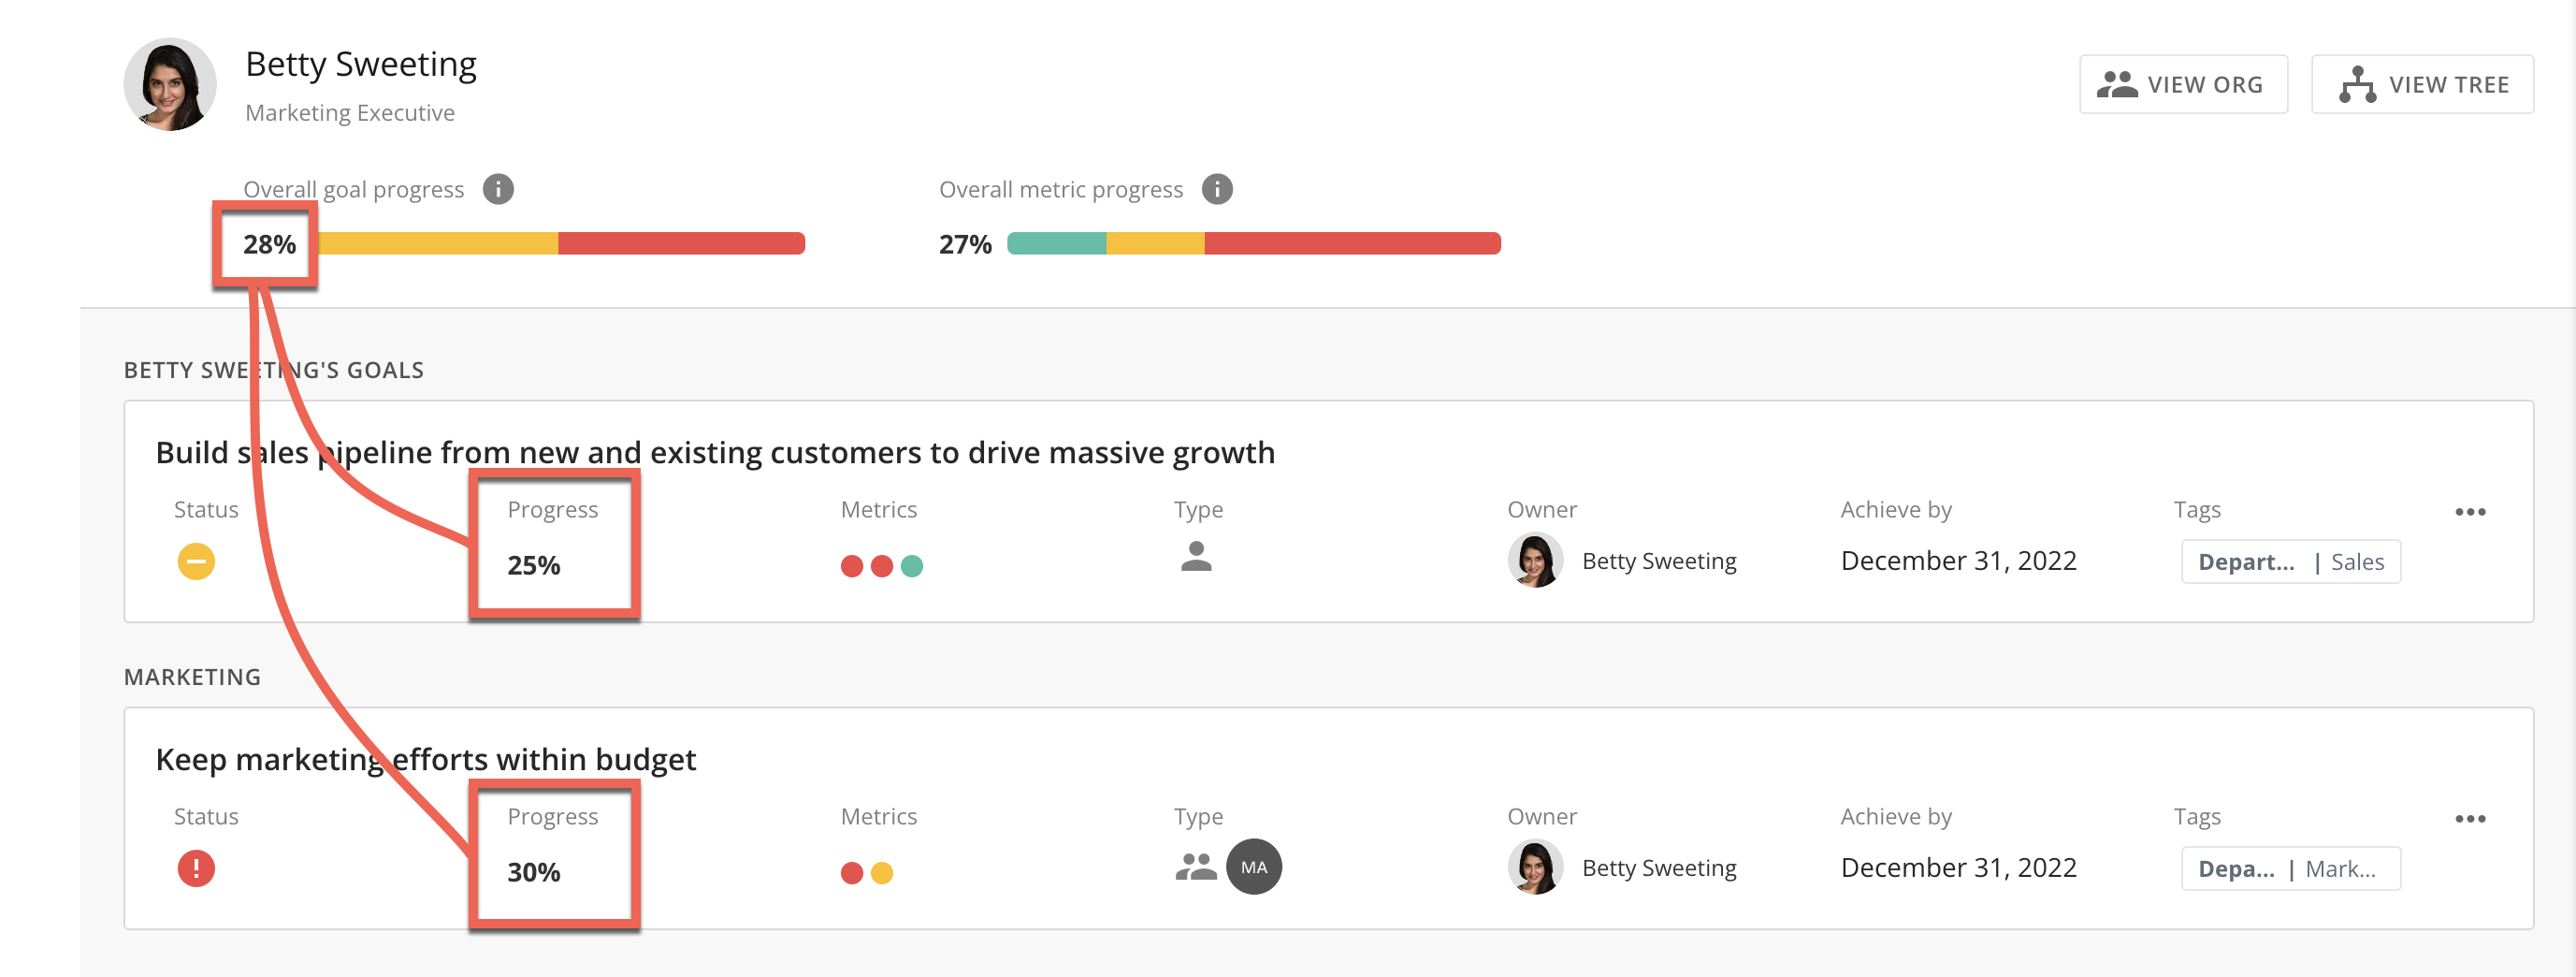 Betty Sweeting
Marketing Executive
VIEW ORG
VIEW TREE
Overall goal progress
28%
Overall metric progress
27%
BETTY SWEETING'S GOALS
Build sales pipeline from new and existing customers to drive massive growth
Status Progress Metrics Type Owner Achieve by Tags
25% Betty Sweeting December 31, 2022 Depart... | Sales
MARKETING
Keep marketing efforts within budget
Status Progress Metrics Type Owner Achieve by Tags
30% MA Betty Sweeting December 31, 2022 Depa... | Mark...